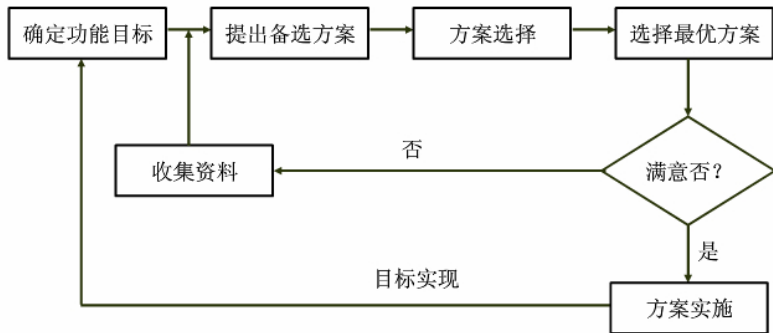 确定功能目标
提出备选方案
方案选择
选择最优方案
收集资料
否
满意否？
是
目标实现
方案实施